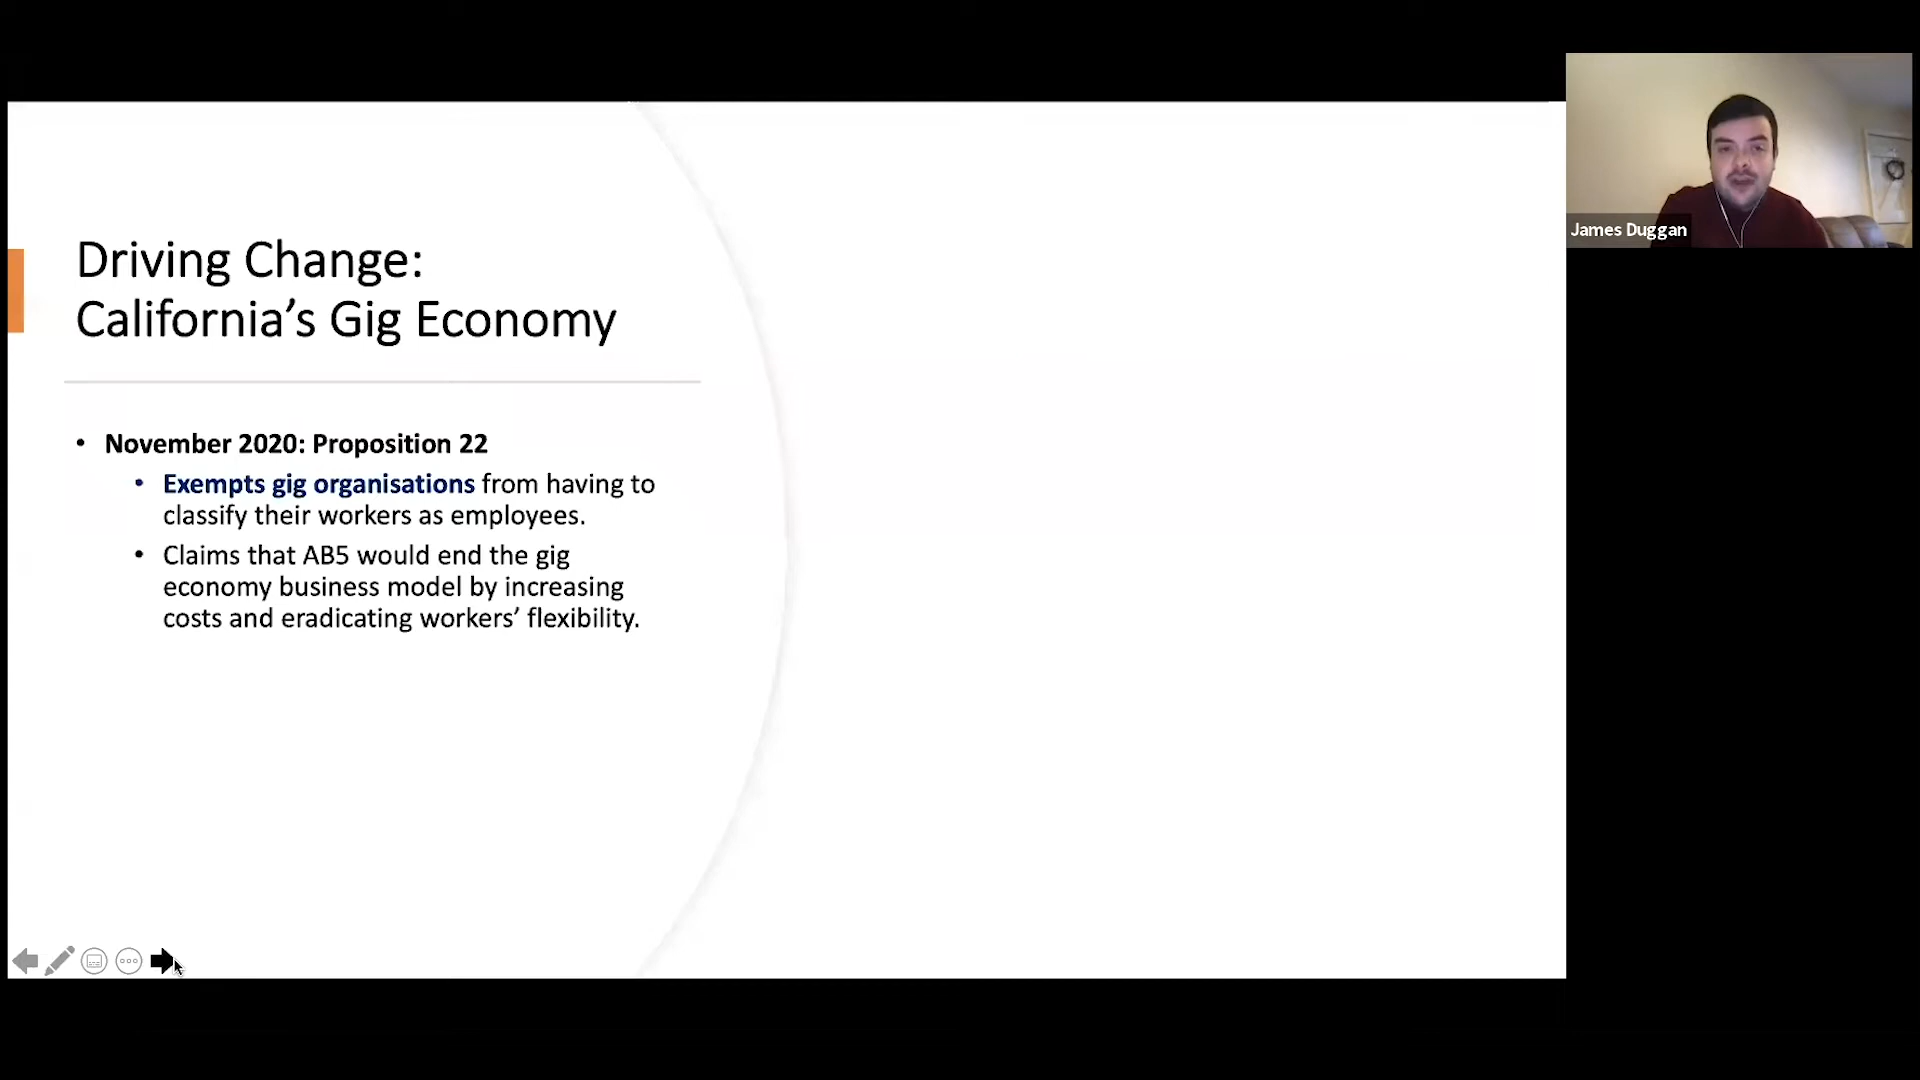 James Duggan
Driving Change:
California’s Gig Economy
• November 2020: Proposition 22
• Exempts gig organisations from having to
classify their workers as employees.
• Claims that AB5 would end the gig
economy business model by increasing
costs and eradicating workers’ flexibility.